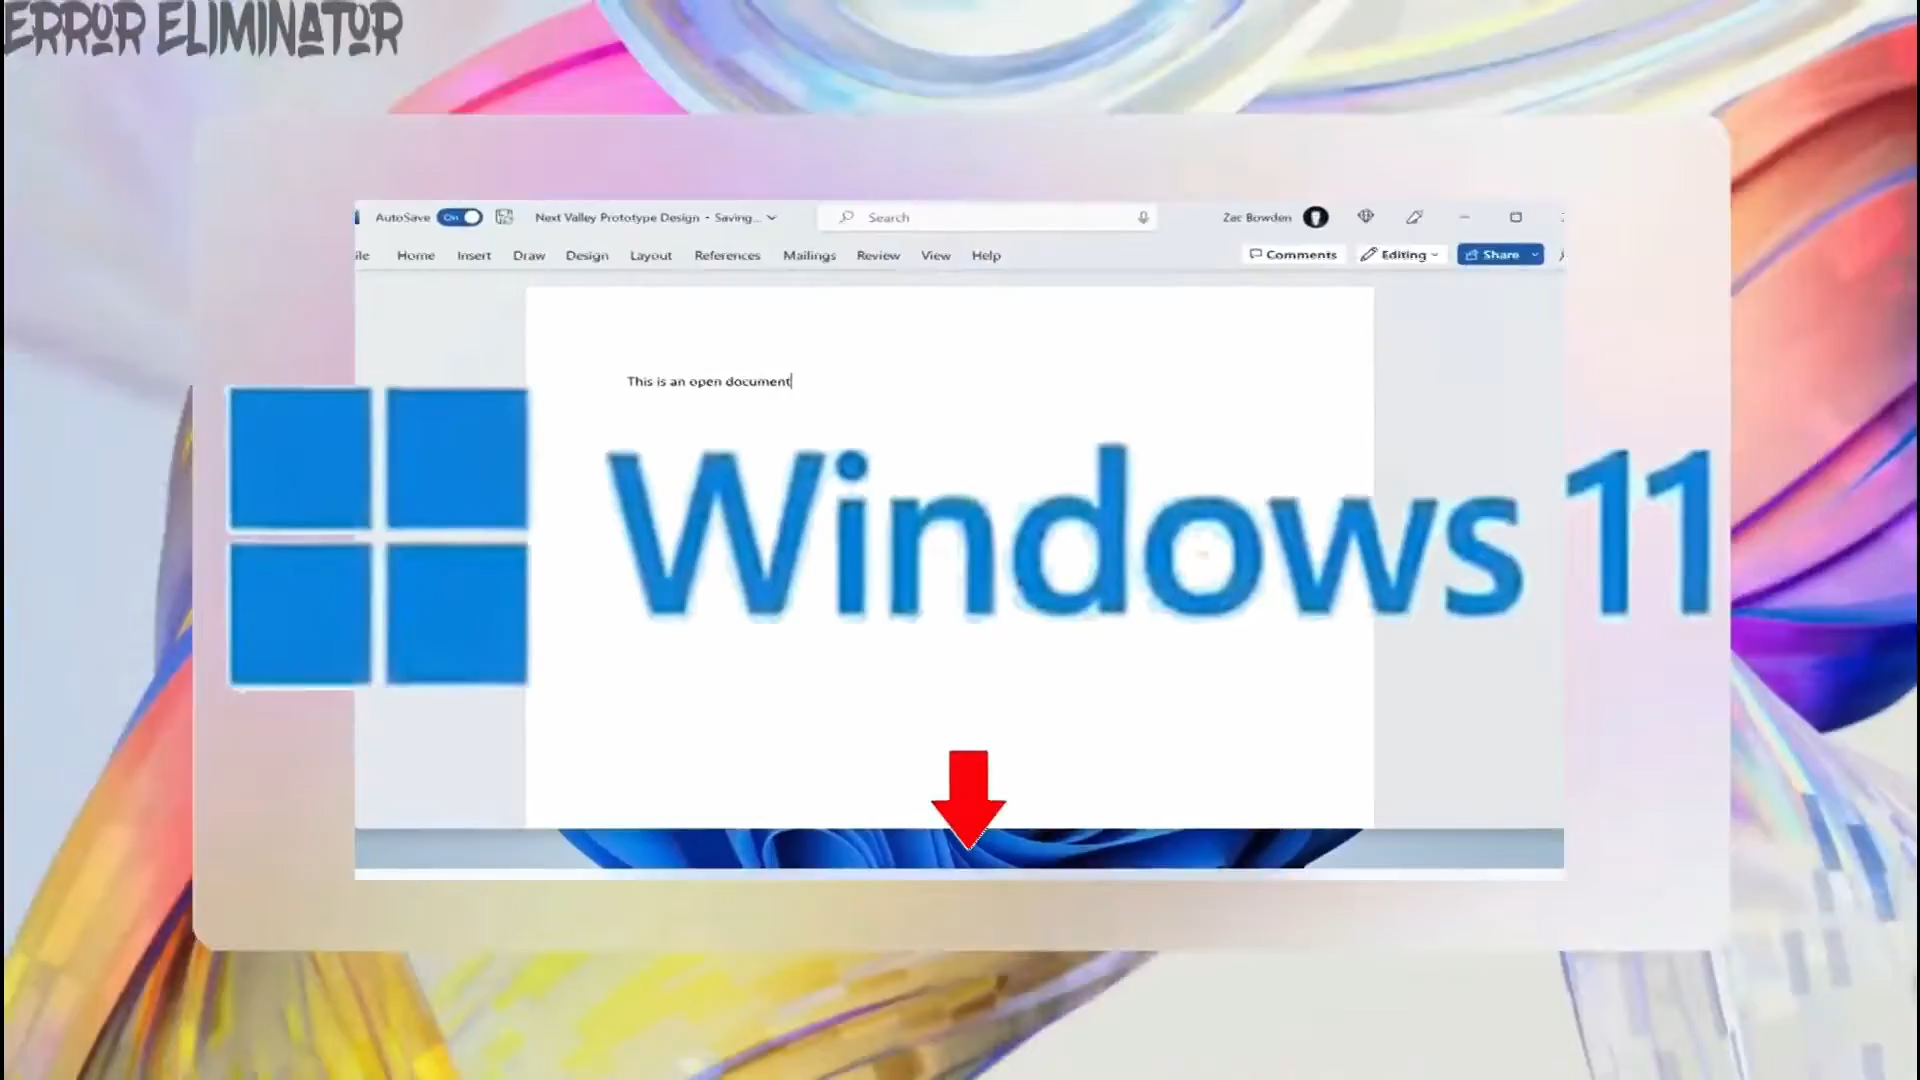 ERROR ELIMINATOR
AutoSave On Next Valley Prototype Design - Saving... Search Zac Bowden
ile Home Insert Draw Design Layout References Mailings Review View Help Comments Editing Share
This is an open document
Windows 11